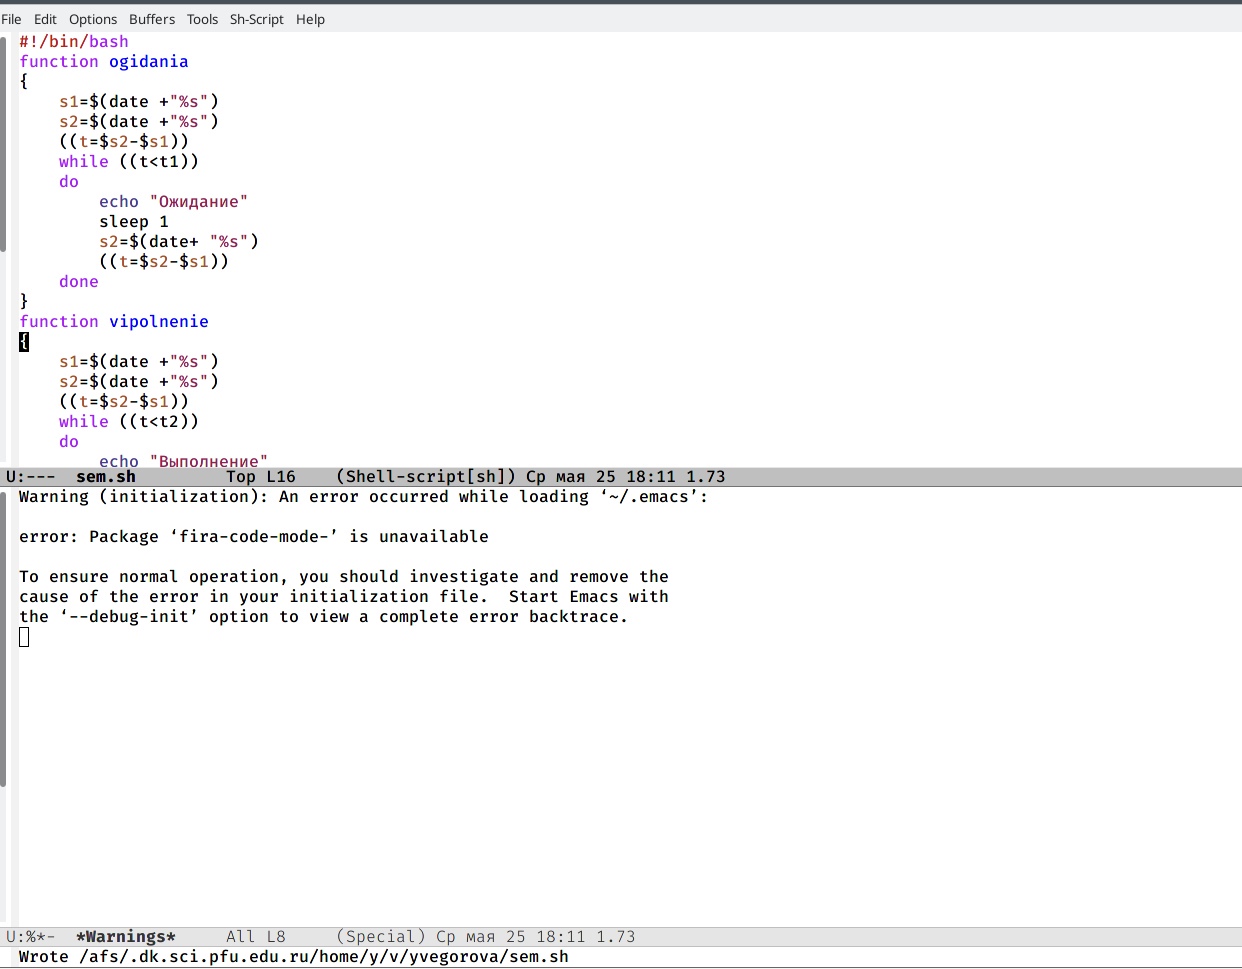 File Edit Options Buffers Tools Sh-Script Help
#!/bin/bash
function ogidania
{
    s1=$(date +"%s")
    s2=$(date +"%s")
    ((t=$s2-$s1))
    while ((t<t1))
    do
        echo "Ожидание"
        sleep 1
        s2=$(date+ "%s")
        ((t=$s2-$s1))
    done
}
function vipolnenie
{
    s1=$(date +"%s")
    s2=$(date +"%s")
    ((t=$s2-$s1))
    while ((t<t2))
    do
        echo "Выполнение"
U:--- sem.sh Top L16 (Shell-script[sh]) Ср мая 25 18:11 1.73
Warning (initialization): An error occurred while loading ‘~/.emacs’:
error: Package ‘fira-code-mode-’ is unavailable
To ensure normal operation, you should investigate and remove the
cause of the error in your initialization file.  Start Emacs with
the ‘--debug-init’ option to view a complete error backtrace.
U:%*- *Warnings* All L8 (Special) Ср мая 25 18:11 1.73
Wrote /afs/.dk.sci.pfu.edu.ru/home/y/v/yvegorova/sem.sh